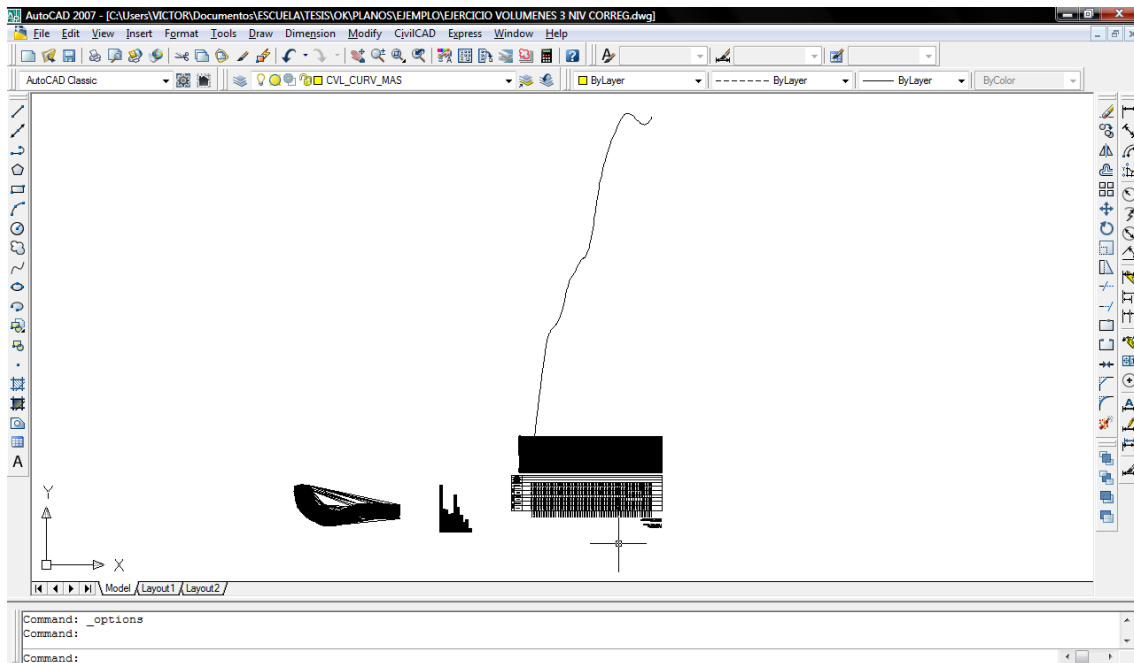 AutoCAD 2007 - [C:\Users\VICTOR\Documentos\ESCUELA\TESIS\OK\PLANOS\EJEMPLO\EJERCICIO VOLUMENES 3 NIV CORREG.dwg]
File Edit View Insert Format Tools Draw Dimension Modify CivilCAD Express Window Help
AutoCAD Classic CVL_CURV_MAS ByLayer ByLayer ByLayer ByColor
Y
X
Model Layout1 Layout2
Command: _options
Command:
Command: